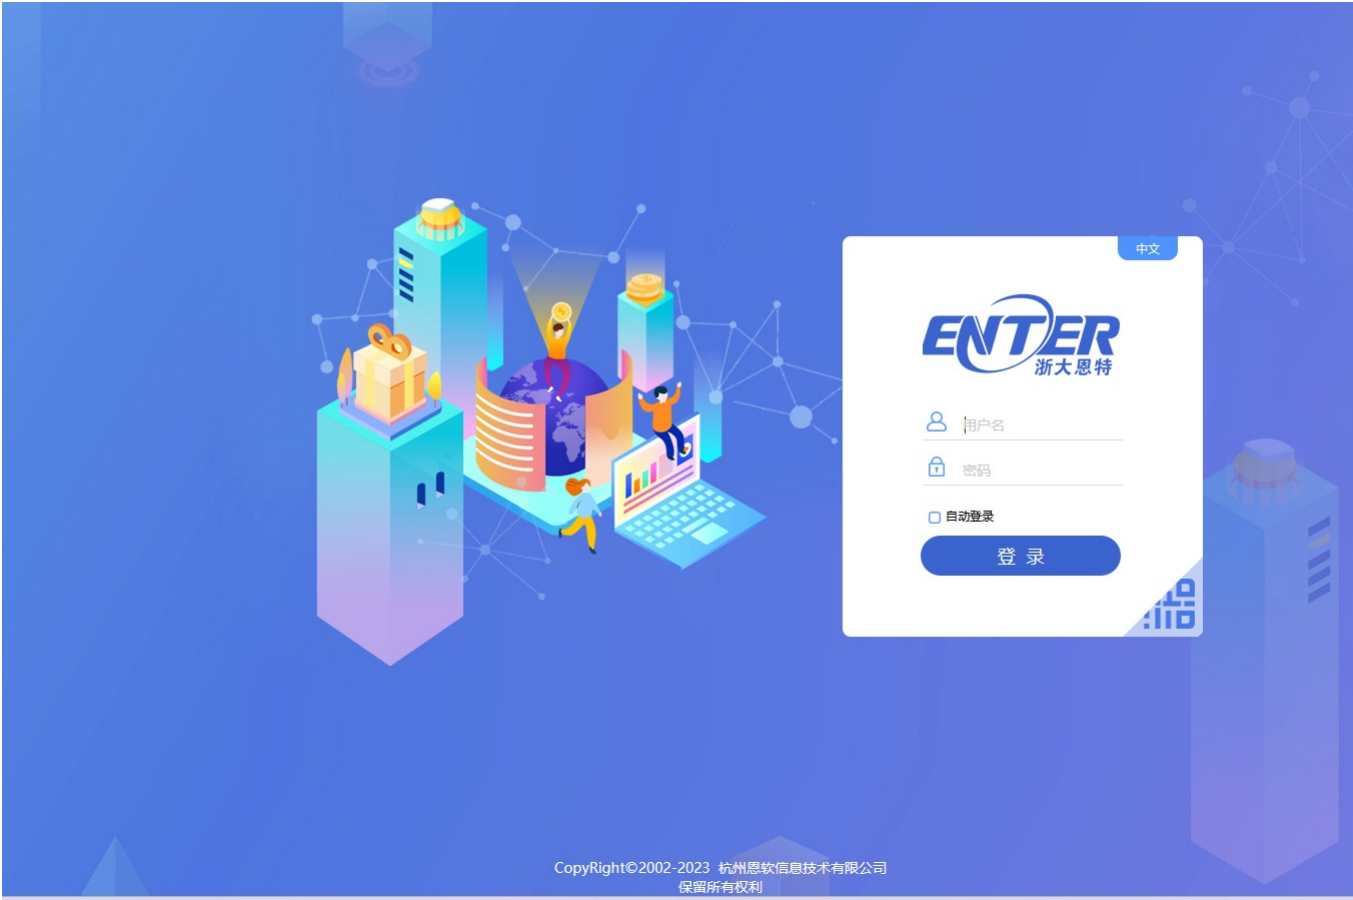 中文
ENTER
浙大恩特
用户名
密码
自动登录
登 录
CopyRight©2002-2023 杭州恩软信息技术有限公司
保留所有权利